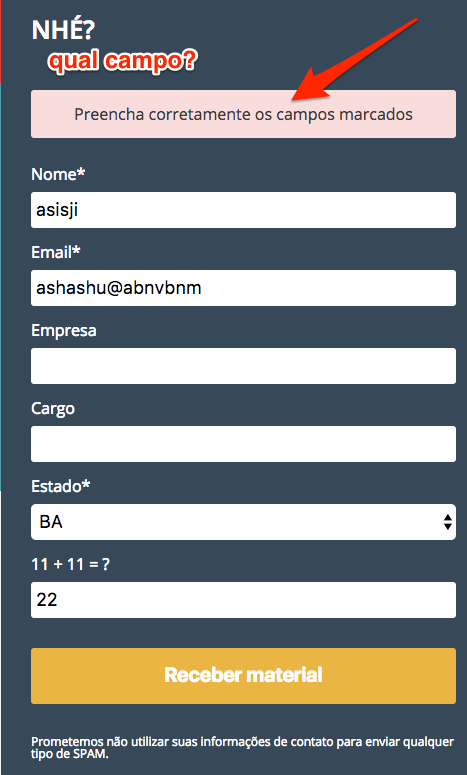 NHÉ?
qual campo?
Preencha corretamente os campos marcados
Nome*
asisji
Email*
ashashu@abnvbnm
Empresa
Cargo
Estado*
BA
11 + 11 = ?
22
Receber material
Prometemos não utilizar suas informações de contato para enviar qualquer
tipo de SPAM.